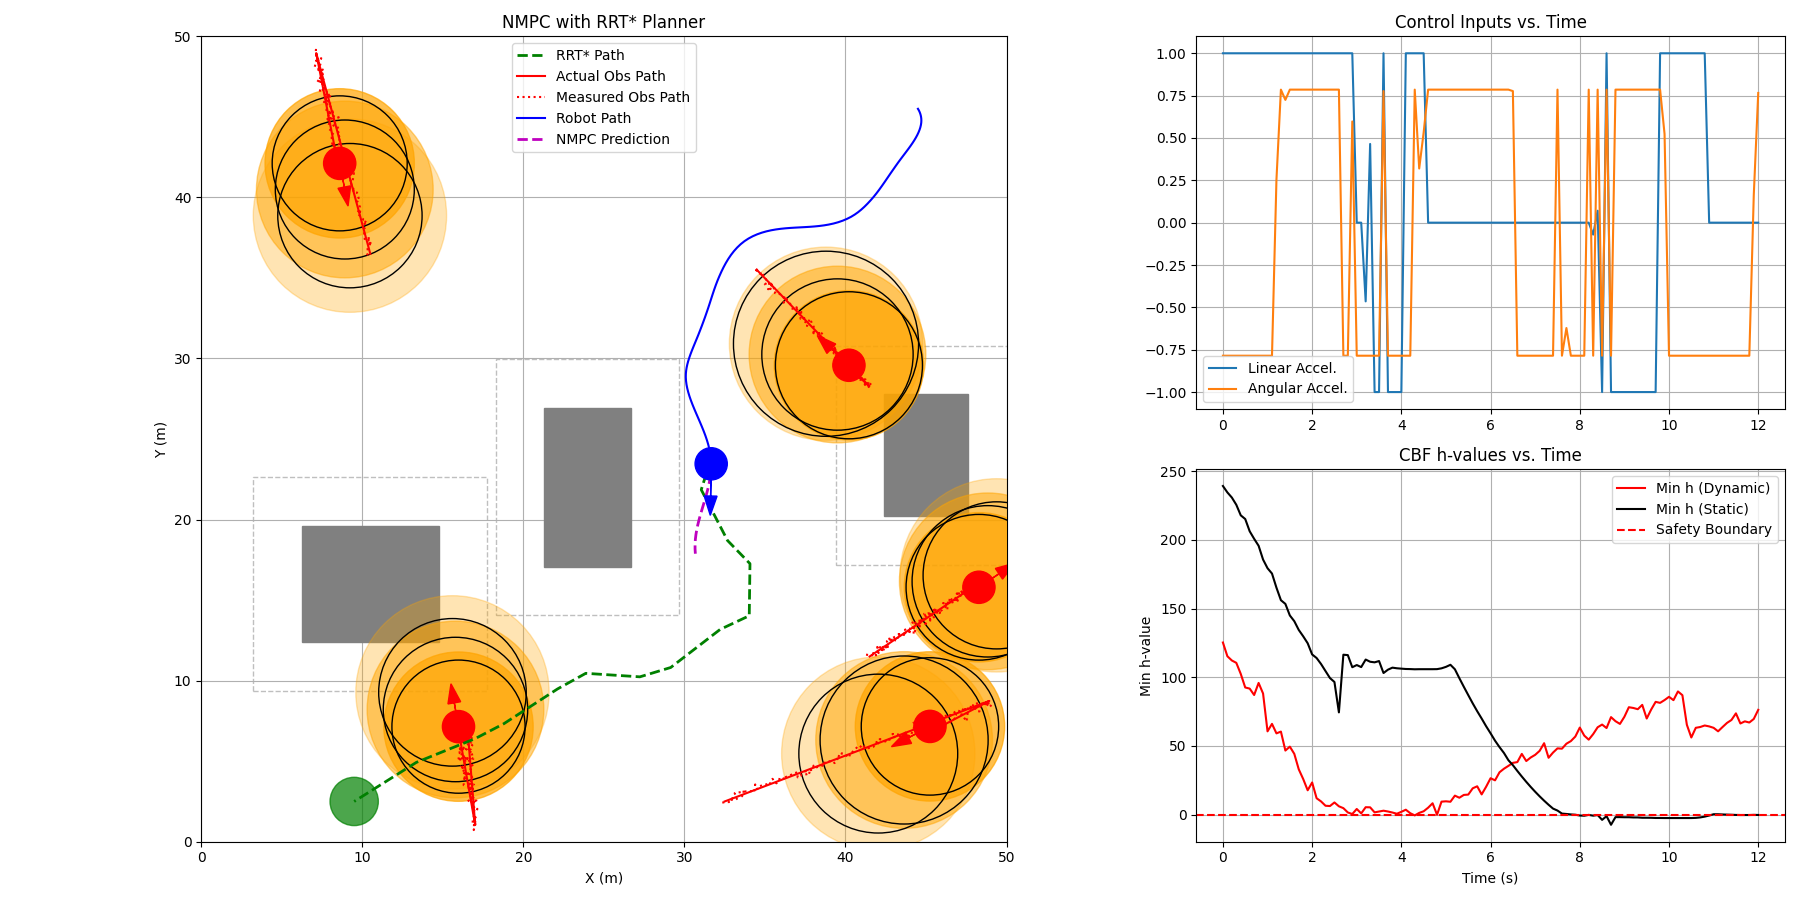 NMPC with RRT* Planner
50
40
30
20
10
0
Y (m)
0 10 20 30 40 50
X (m)
RRT* Path
Actual Obs Path
Measured Obs Path
Robot Path
NMPC Prediction
Control Inputs vs. Time
1.00
0.75
0.50
0.25
0.00
−0.25
−0.50
−0.75
−1.00
Linear Accel.
Angular Accel.
0 2 4 6 8 10 12
CBF h-values vs. Time
250
200
150
100
50
0
Min h-value
Min h (Dynamic)
Min h (Static)
Safety Boundary
0 2 4 6 8 10 12
Time (s)